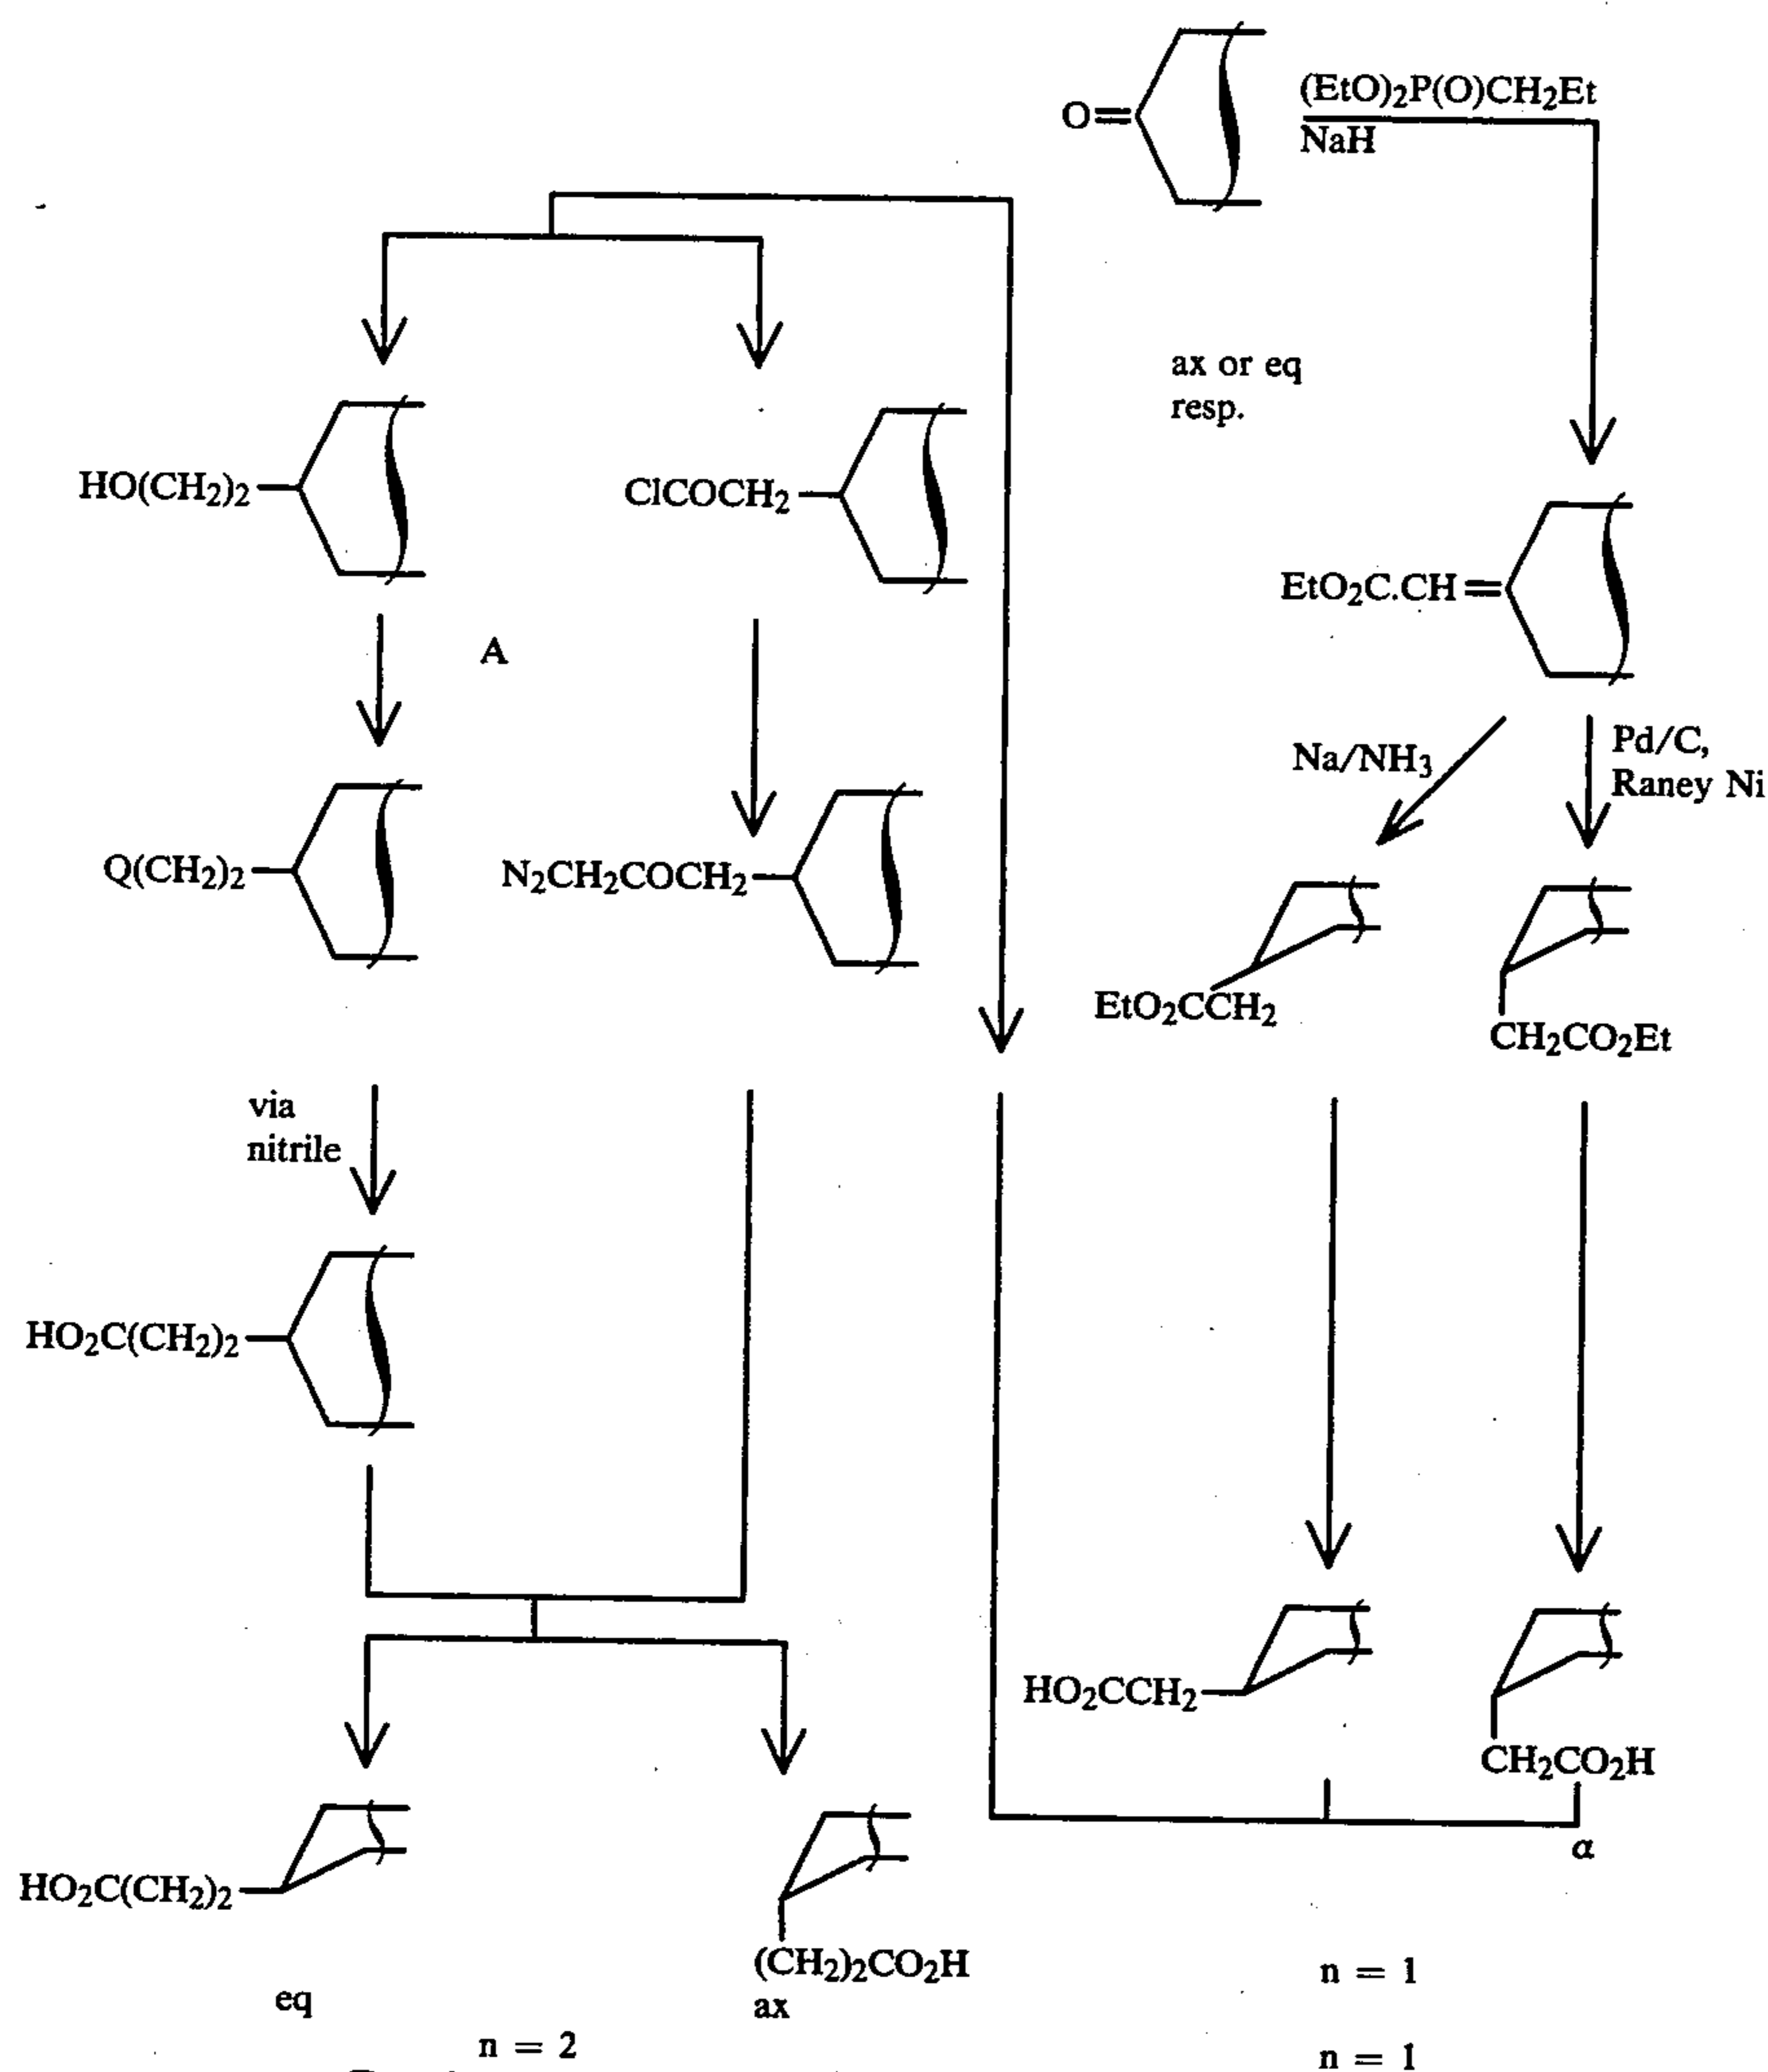 O=
(EtO)2P(O)CH2Et
NaH
ax or eq
resp.
HO(CH2)2
ClCOCH2
EtO2C.CH
A
Na/NH3
Pd/C,
Raney Ni
Q(CH2)2
N2CH2COCH2
EtO2CCH2
CH2CO2Et
via
nitrile
HO2C(CH2)2
HO2CCH2
CH2CO2H
α
HO2C(CH2)2
(CH2)2CO2H
eq
ax
n = 1
n = 2
n = 1